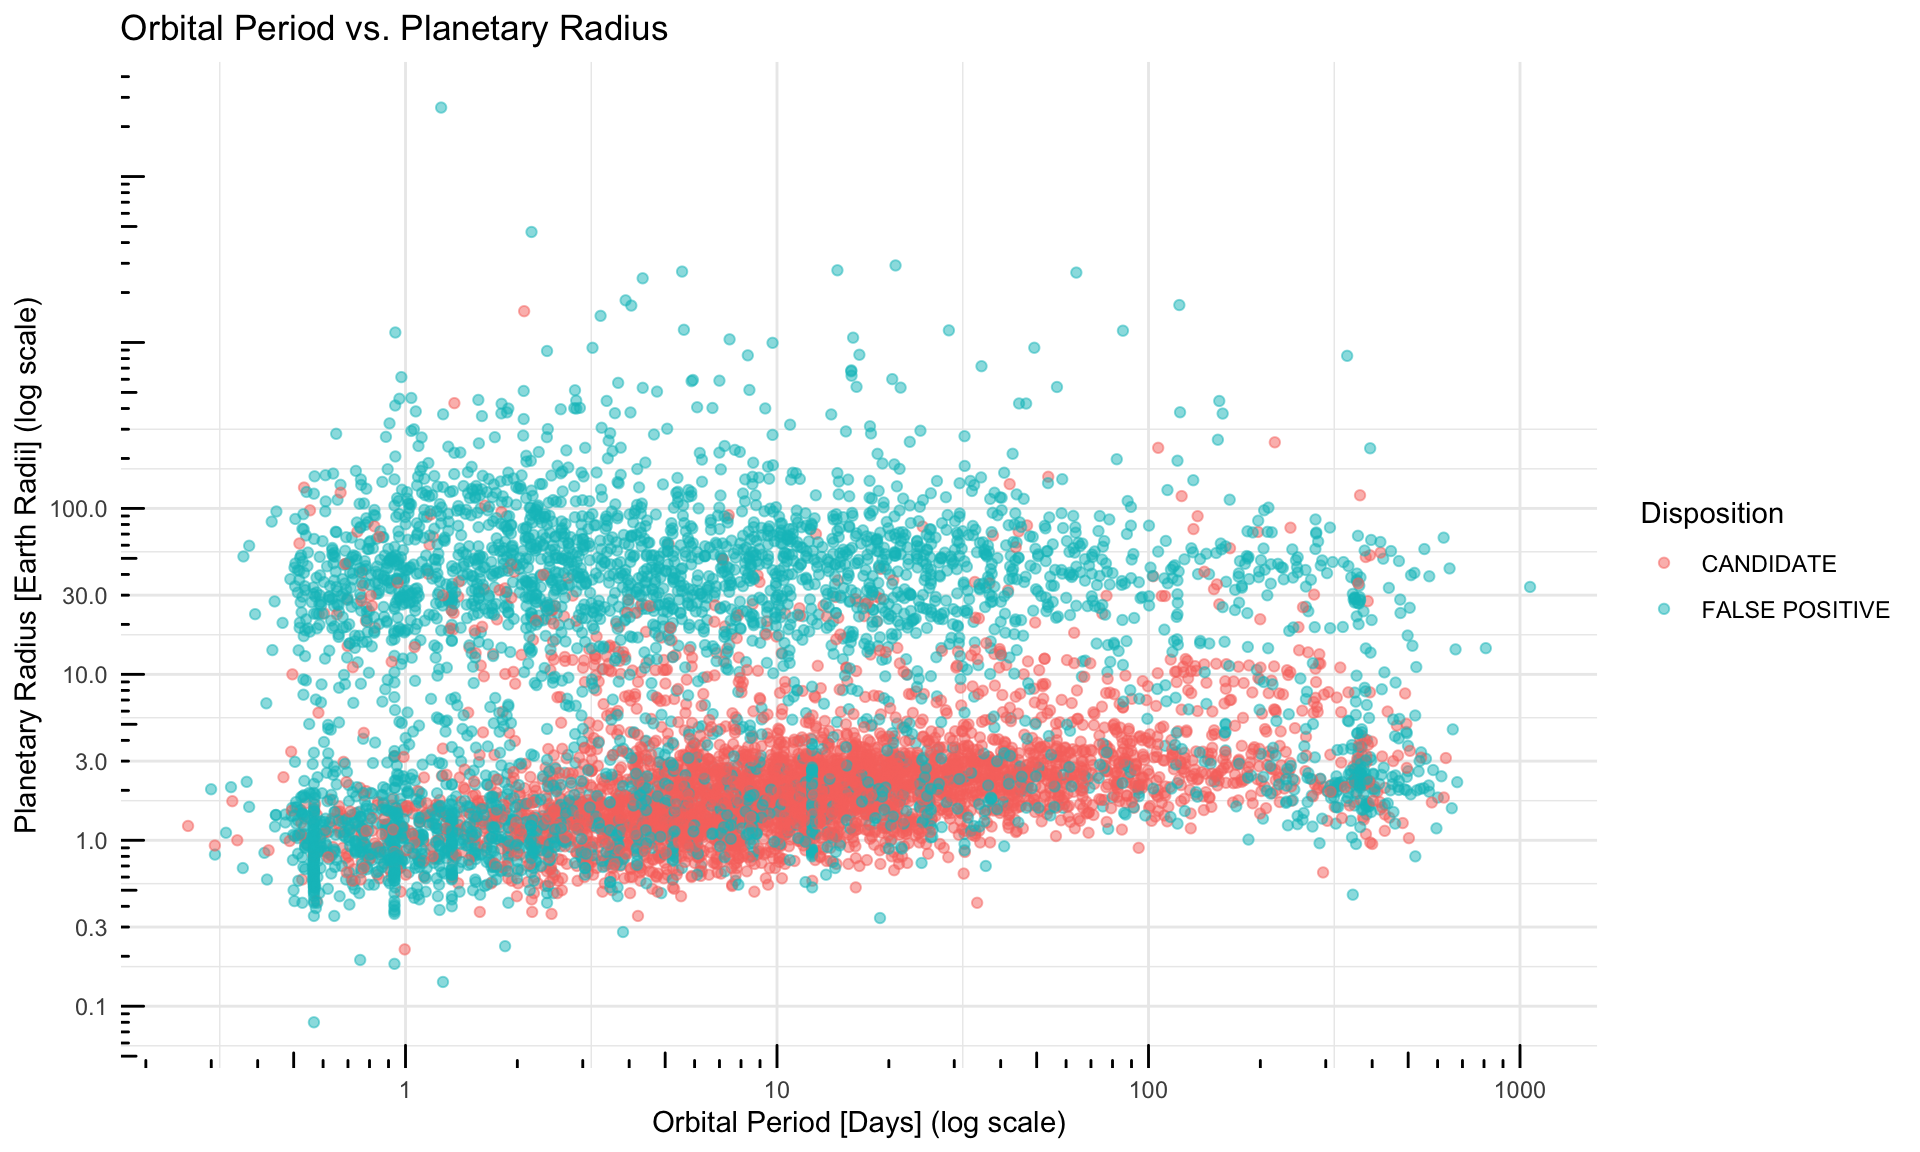 Orbital Period vs. Planetary Radius
Planetary Radius [Earth Radii] (log scale)
100.0
30.0
10.0
3.0
1.0
0.3
0.1
1
10
100
1000
Orbital Period [Days] (log scale)
Disposition
CANDIDATE
FALSE POSITIVE